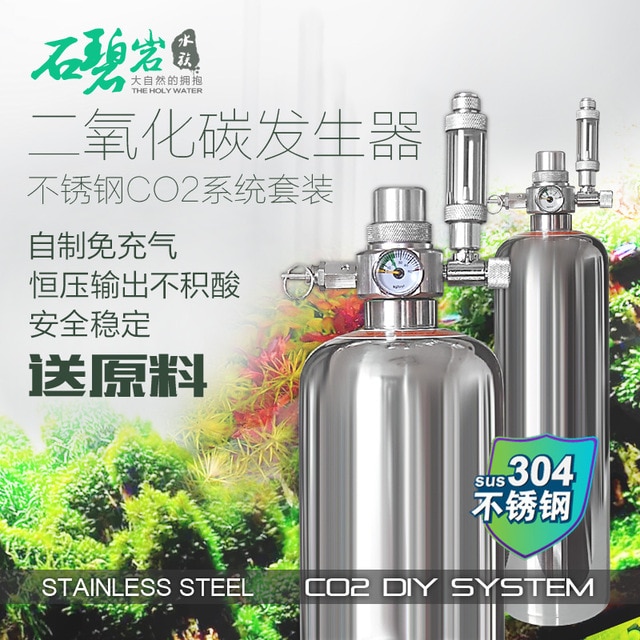 石碧岩
水族
大自然的拥抱
THE HOLY WATER
二氧化碳发生器
不锈钢CO2系统套装
自制免充气
恒压输出不积酸
安全稳定
送原料
SUS 304
不锈钢
STAINLESS STEEL
CO2 DIY SYSTEM